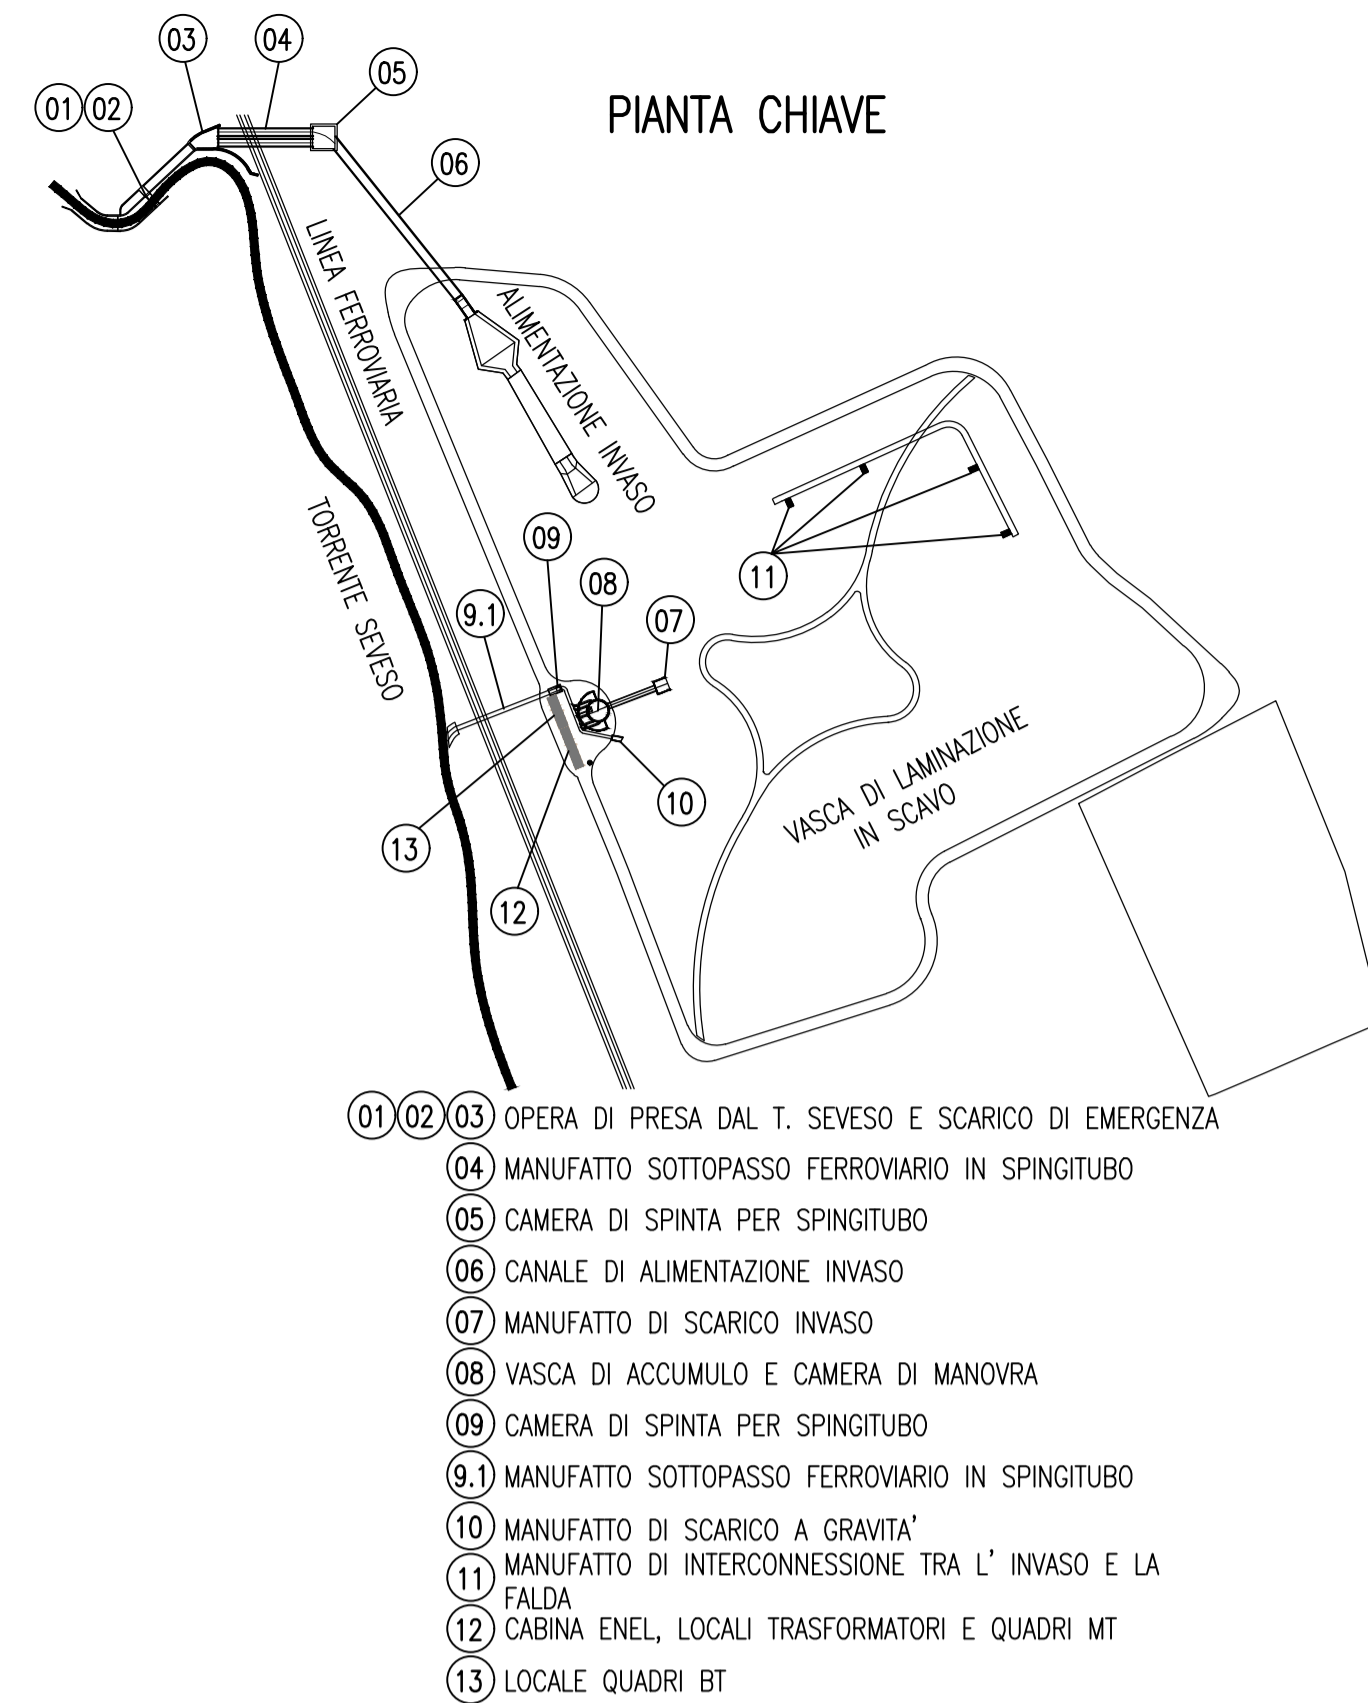 03
04
05
01
02
PIANTA CHIAVE
06
LINEA FERROVIARIA
ALIMENTAZIONE INVASO
TORRENTE SEVESO
09
08
11
9.1
07
VASCA DI LAMINAZIONE
IN SCAVO
10
13
12
01 02 03 OPERA DI PRESA DAL T. SEVESO E SCARICO DI EMERGENZA
04 MANUFATTO SOTTOPASSO FERROVIARIO IN SPINGITUBO
05 CAMERA DI SPINTA PER SPINGITUBO
06 CANALE DI ALIMENTAZIONE INVASO
07 MANUFATTO DI SCARICO INVASO
08 VASCA DI ACCUMULO E CAMERA DI MANOVRA
09 CAMERA DI SPINTA PER SPINGITUBO
9.1 MANUFATTO SOTTOPASSO FERROVIARIO IN SPINGITUBO
10 MANUFATTO DI SCARICO A GRAVITA'
11 MANUFATTO DI INTERCONNESSIONE TRA L' INVASO E LA
FALDA
12 CABINA ENEL, LOCALI TRASFORMATORI E QUADRI MT
13 LOCALE QUADRI BT